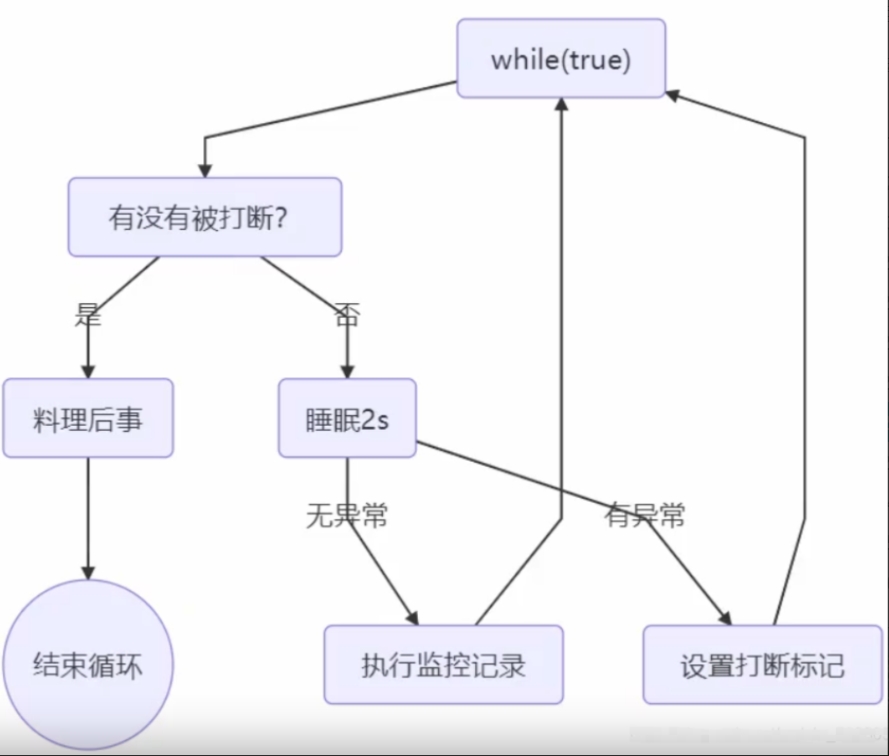 while(true)
有没有被打断?
是
否
料理后事
睡眠2s
无异常
有异常
结束循环
执行监控记录
设置打断标记